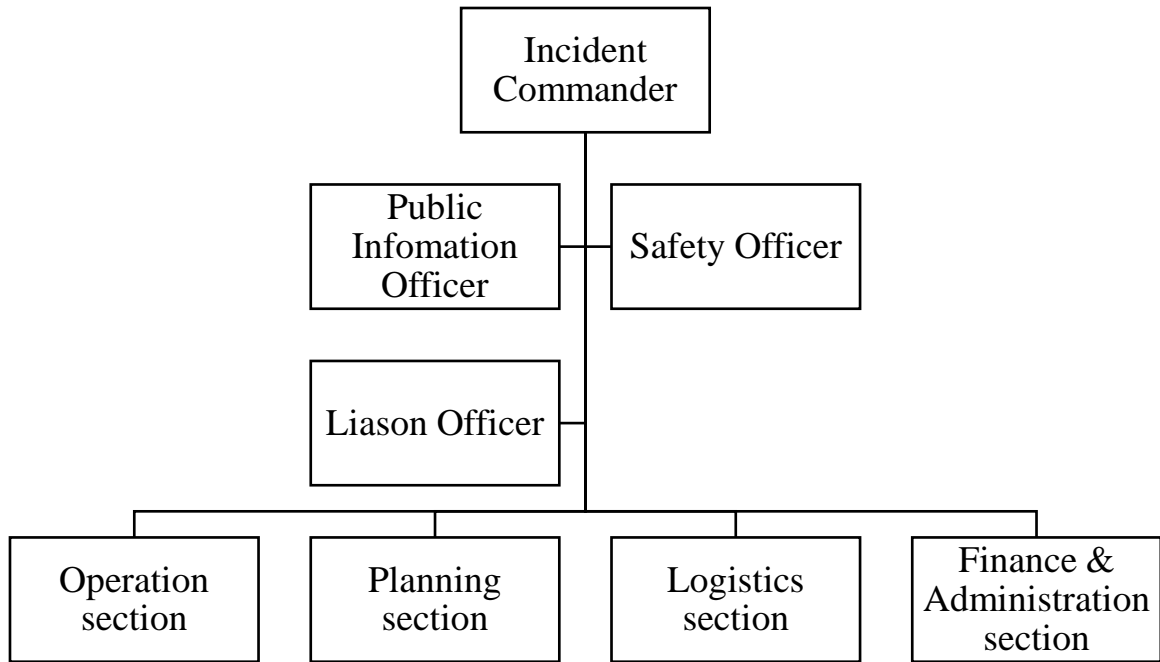 Incident
Commander
Public
Infomation
Officer
Safety Officer
Liason Officer
Operation
section
Planning
section
Logistics
section
Finance &
Administration
section